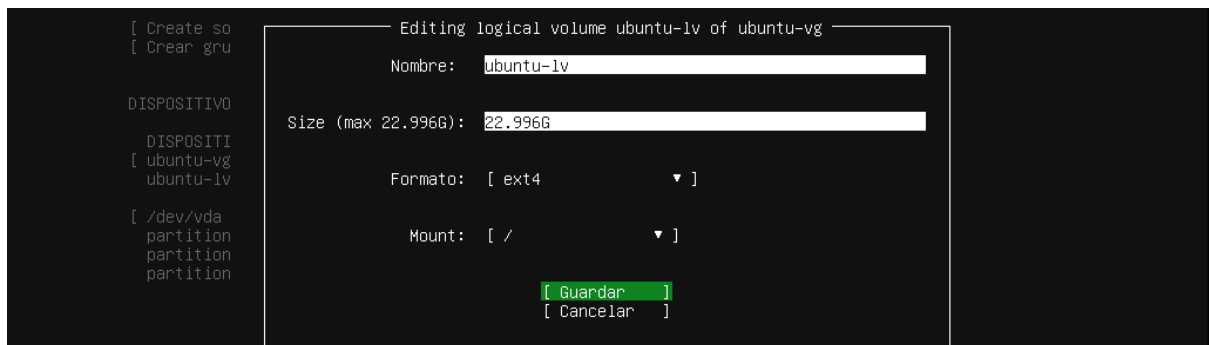 [ Create so
[ Crear gru
DISPOSITIVO
DISPOSITI
[ ubuntu-vg
ubuntu-lv
[ /dev/vda
partition
partition
partition
Editing logical volume ubuntu-lv of ubuntu-vg
Nombre: ubuntu-lv
Size (max 22.996G): 22.996G
Formato: [ ext4 ▾ ]
Mount: [ / ▾ ]
[ Guardar ]
[ Cancelar ]